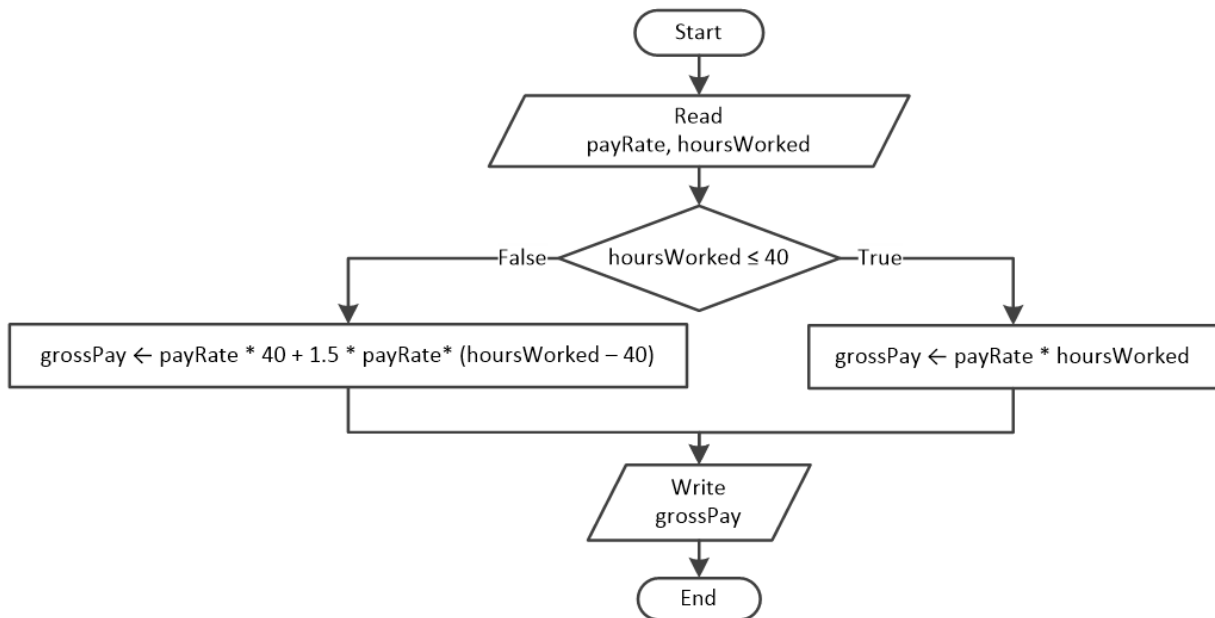 Start
Read
payRate, hoursWorked
False
hoursWorked ≤ 40
True
grossPay ← payRate * 40 + 1.5 * payRate* (hoursWorked – 40)
grossPay ← payRate * hoursWorked
Write
grossPay
End